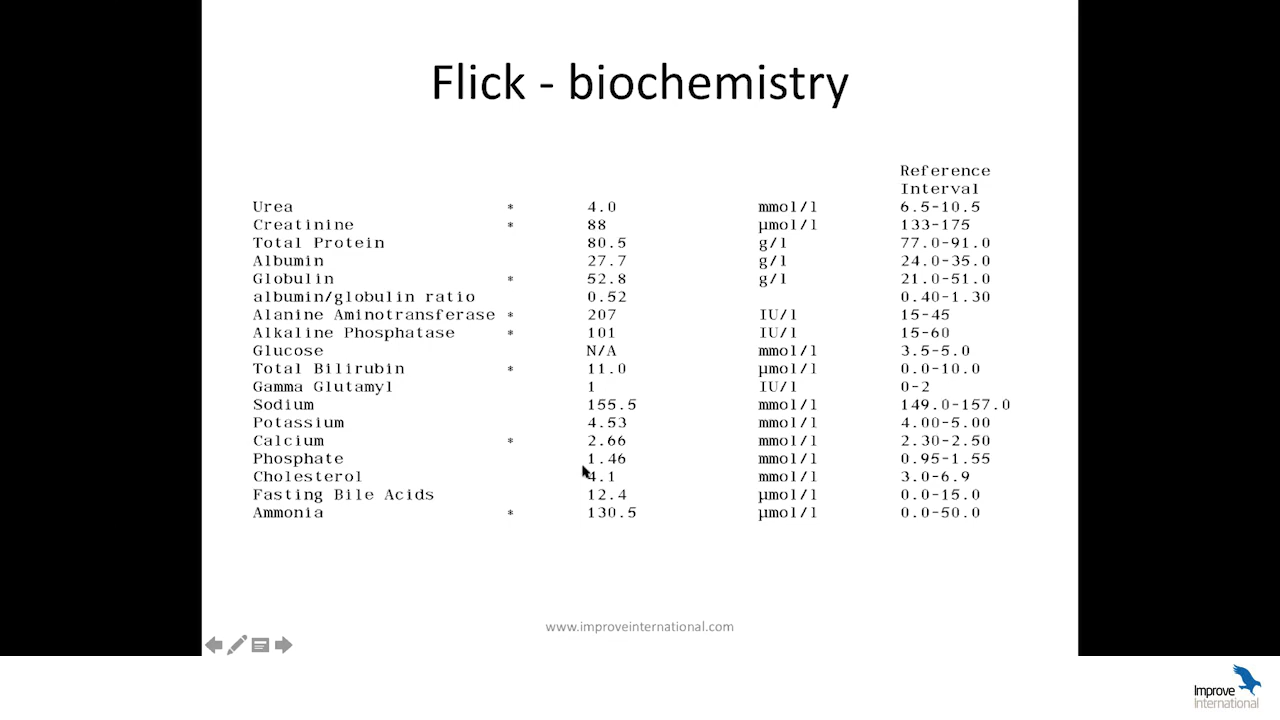 Flick - biochemistry
Reference
Interval
Urea * 4.0 mmol/l 6.5-10.5
Creatinine * 88 µmol/l 133-175
Total Protein 80.5 g/l 77.0-91.0
Albumin 27.7 g/l 24.0-35.0
Globulin * 52.8 g/l 21.0-51.0
albumin/globulin ratio 0.52 0.40-1.30
Alanine Aminotransferase * 207 IU/l 15-45
Alkaline Phosphatase * 101 IU/l 15-60
Glucose N/A mmol/l 3.5-5.0
Total Bilirubin * 11.0 µmol/l 0.0-10.0
Gamma Glutamyl 1 IU/l 0-2
Sodium 155.5 mmol/l 149.0-157.0
Potassium 4.53 mmol/l 4.00-5.00
Calcium * 2.66 mmol/l 2.30-2.50
Phosphate 1.46 mmol/l 0.95-1.55
Cholesterol 4.1 mmol/l 3.0-6.9
Fasting Bile Acids 12.4 µmol/l 0.0-15.0
Ammonia * 130.5 µmol/l 0.0-50.0
www.improveinternational.com
Improve
International